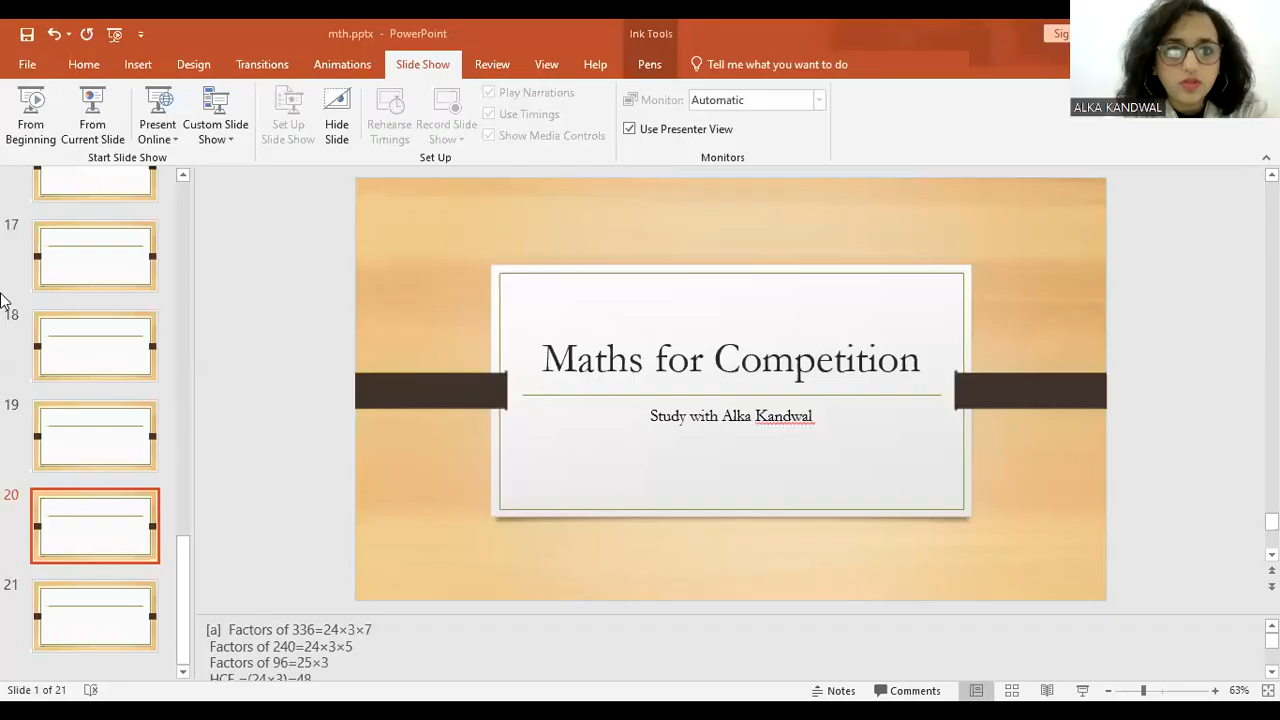 mth.pptx - PowerPoint
Ink Tools
File
Home
Insert
Design
Transitions
Animations
Slide Show
Review
View
Help
Pens
Tell me what you want to do
ALKA KANDWAL
From Beginning
From Current Slide
Present Online
Custom Slide Show
Set Up Slide Show
Hide Slide
Rehearse Timings
Record Slide Show
Play Narrations
Use Timings
Show Media Controls
Monitor: Automatic
Use Presenter View
Start Slide Show
Set Up
Monitors
17
18
19
20
21
Maths for Competition
Study with Alka Kandwal
[a] Factors of 336=24×3×7
Factors of 240=24×3×5
Factors of 96=25×3
HCF =(24×3)=48
Slide 1 of 21
Notes
Comments
63%